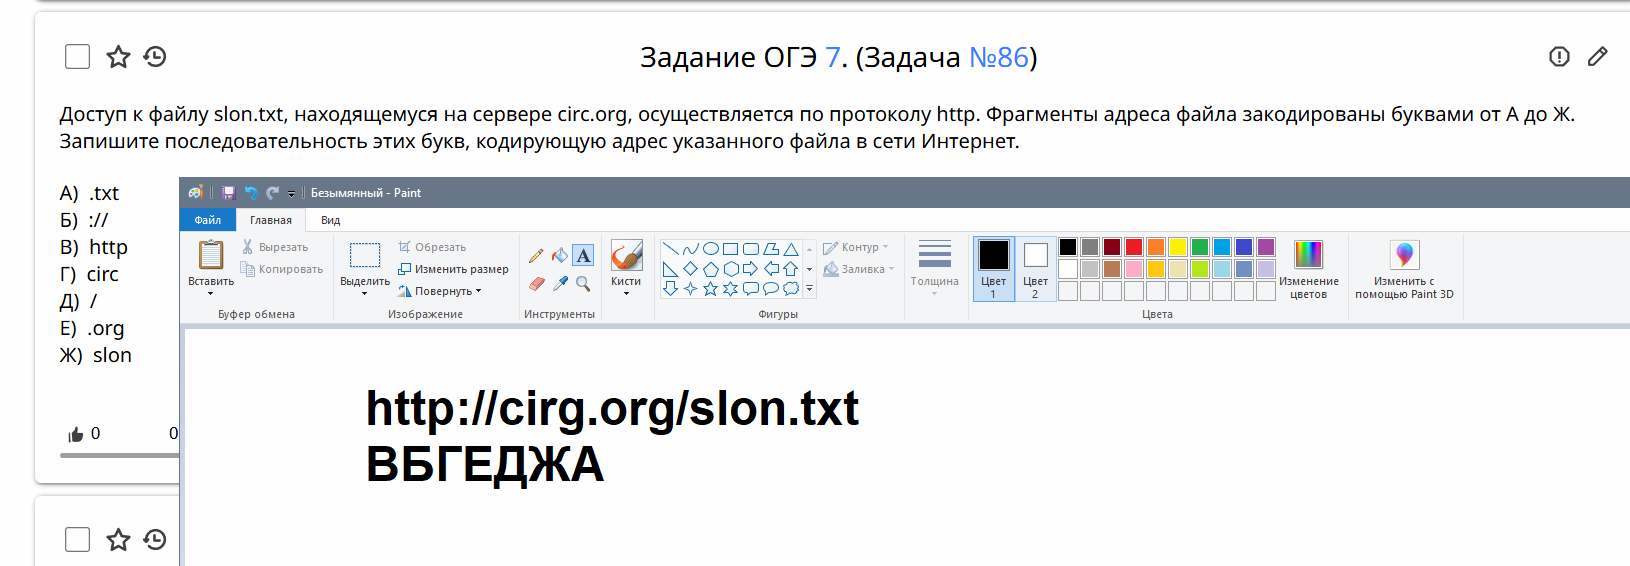 Задание ОГЭ 7. (Задача №86)
Доступ к файлу slon.txt, находящемуся на сервере circ.org, осуществляется по протоколу http. Фрагменты адреса файла закодированы буквами от А до Ж.
Запишите последовательность этих букв, кодирующую адрес указанного файла в сети Интернет.
А) .txt
Б) ://
В) http
Г) circ
Д) /
Е) .org
Ж) slon
0
0
Безымянный - Paint
Файл Главная Вид
Вставить
Вырезать
Копировать
Буфер обмена
Выделить
Обрезать
Изменить размер
Повернуть
Изображение
A
Инструменты
Кисти
Контур
Заливка
Фигуры
Толщина
Цвет 1
Цвет 2
Изменение
цветов
Цвета
Изменить с
помощью Paint 3D
http://cirg.org/slon.txt
ВБГЕДЖА